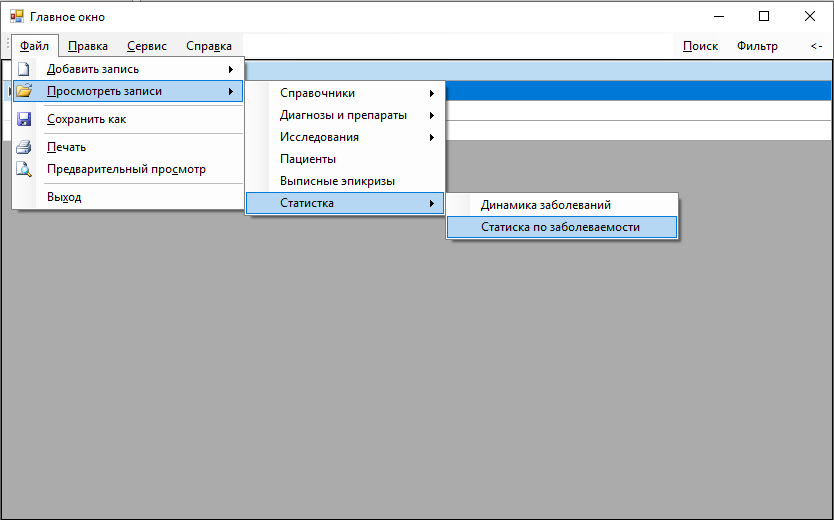 Главное окно
Файл Правка Сервис Справка Поиск Фильтр <-
Добавить запись
Просмотреть записи
Сохранить как
Печать
Предварительный просмотр
Выход
Справочники
Диагнозы и препараты
Исследования
Пациенты
Выписные эпикризы
Статистка
Динамика заболеваний
Статиска по заболеваемости